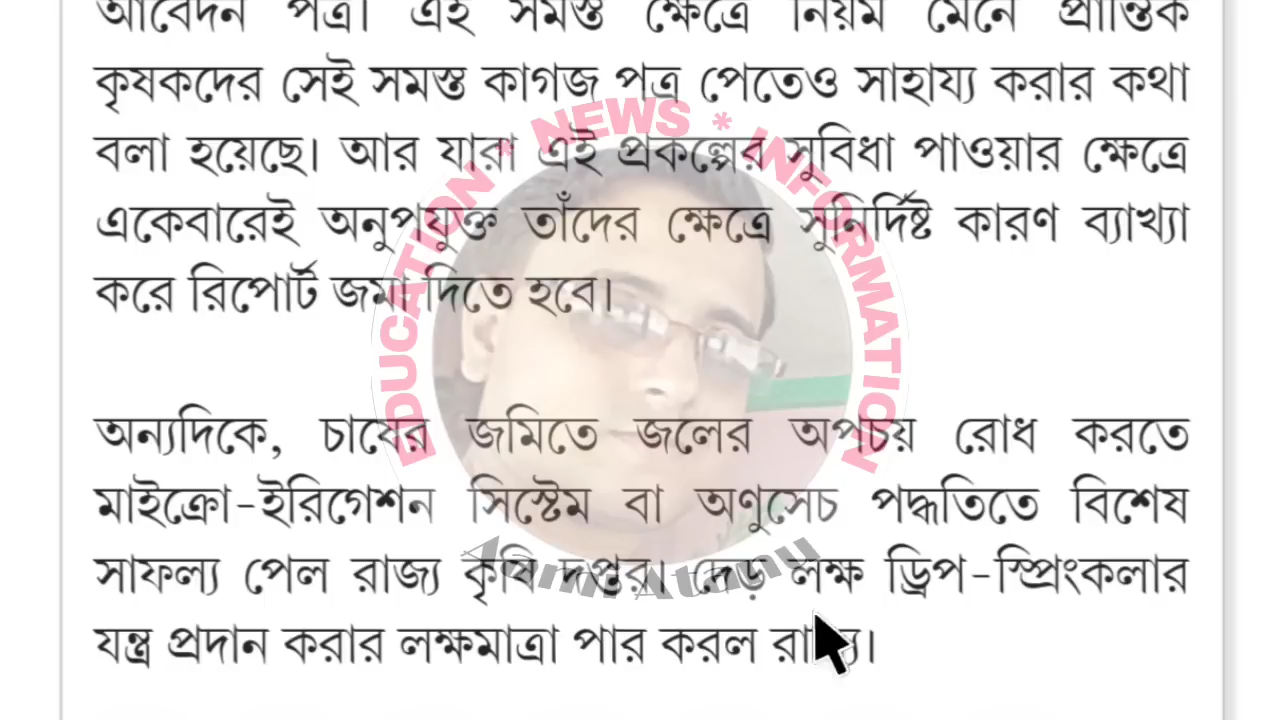 আবেদন পত্র। এই সমস্ত ক্ষেত্রে নিয়ম মেনে প্রান্তিক
কৃষকদের সেই সমস্ত কাগজ পত্র পেতেও সাহায্য করার কথা
বলা হয়েছে। আর যারা এই প্রকল্পের সুবিধা পাওয়ার ক্ষেত্রে
একেবারেই অনুপযুক্ত তাঁদের ক্ষেত্রে সুনির্দিষ্ট কারণ ব্যাখ্যা
করে রিপোর্ট জমা দিতে হবে।
অন্যদিকে, চাষের জমিতে জলের অপচয় রোধ করতে
মাইক্রো-ইরিগেশন সিস্টেম বা অণুসেচ পদ্ধতিতে বিশেষ
সাফল্য পেল রাজ্য কৃষি দপ্তর। দেড় লক্ষ ড্রিপ-স্প্রিংকলার
যন্ত্র প্রদান করার লক্ষমাত্রা পার করল রাজ্য।
EDUCATION * NEWS * INFORMATION